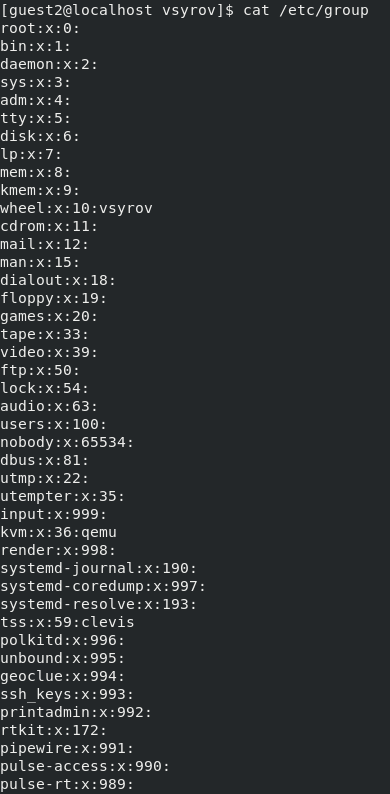 [guest2@localhost vsyrov]$ cat /etc/group
root:x:0:
bin:x:1:
daemon:x:2:
sys:x:3:
adm:x:4:
tty:x:5:
disk:x:6:
lp:x:7:
mem:x:8:
kmem:x:9:
wheel:x:10:vsyrov
cdrom:x:11:
mail:x:12:
man:x:15:
dialout:x:18:
floppy:x:19:
games:x:20:
tape:x:33:
video:x:39:
ftp:x:50:
lock:x:54:
audio:x:63:
users:x:100:
nobody:x:65534:
dbus:x:81:
utmp:x:22:
utempter:x:35:
input:x:999:
kvm:x:36:qemu
render:x:998:
systemd-journal:x:190:
systemd-coredump:x:997:
systemd-resolve:x:193:
tss:x:59:clevis
polkitd:x:996:
unbound:x:995:
geoclue:x:994:
ssh_keys:x:993:
printadmin:x:992:
rtkit:x:172:
pipewire:x:991:
pulse-access:x:990:
pulse-rt:x:989: